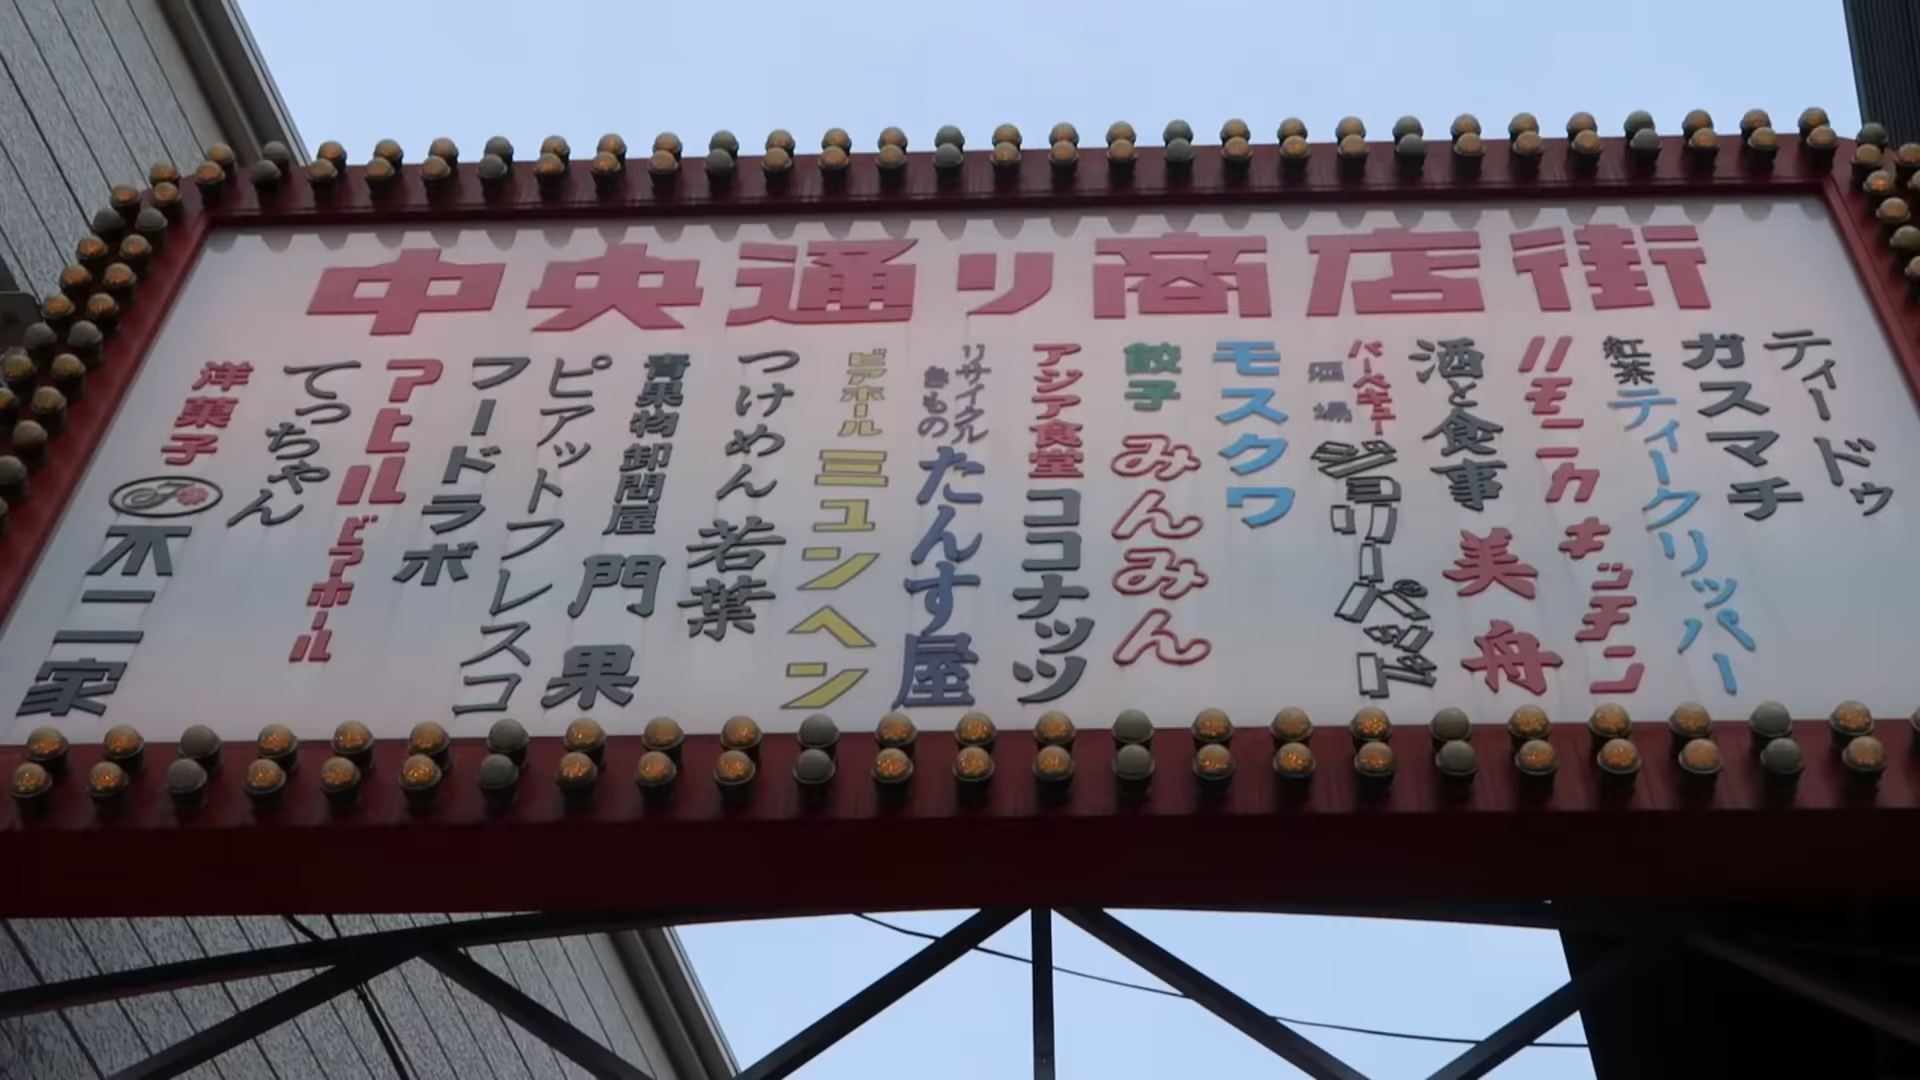 中央通り商店街
ティードゥ
ガスマチ
紅茶 ティークリッパー
ハモニカキッチン
酒と食事 美舟
バーベキュー
酒場 ジョリーパッド
モスクワ
餃子 みんみん
アジア食堂 ココナッツ
リサイクル
きもの たんす屋
ビアホール ミュンヘン
つけめん 若葉
青果物卸問屋 門果
ピアットフレスコ
フードラボ
アヒルビアホール
てっちゃん
洋菓子 不二家